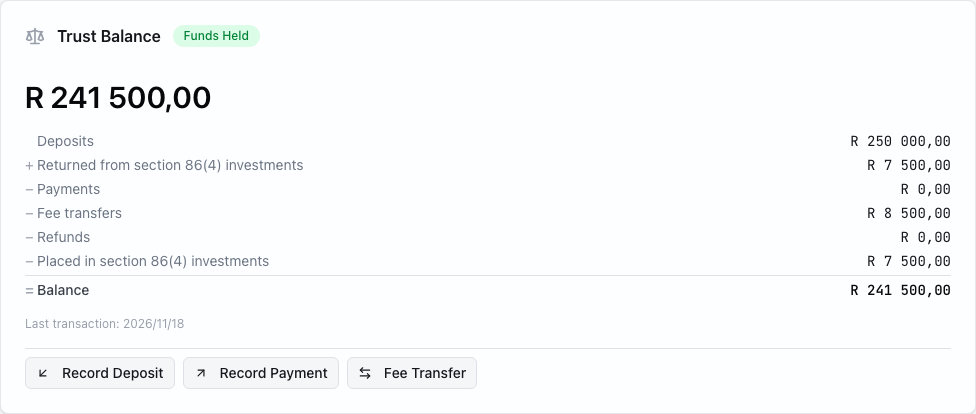 Trust Balance Funds Held
R 241 500,00
Deposits R 250 000,00
+ Returned from section 86(4) investments R 7 500,00
− Payments R 0,00
− Fee transfers R 8 500,00
− Refunds R 0,00
− Placed in section 86(4) investments R 7 500,00
= Balance R 241 500,00
Last transaction: 2026/11/18
Record Deposit Record Payment Fee Transfer